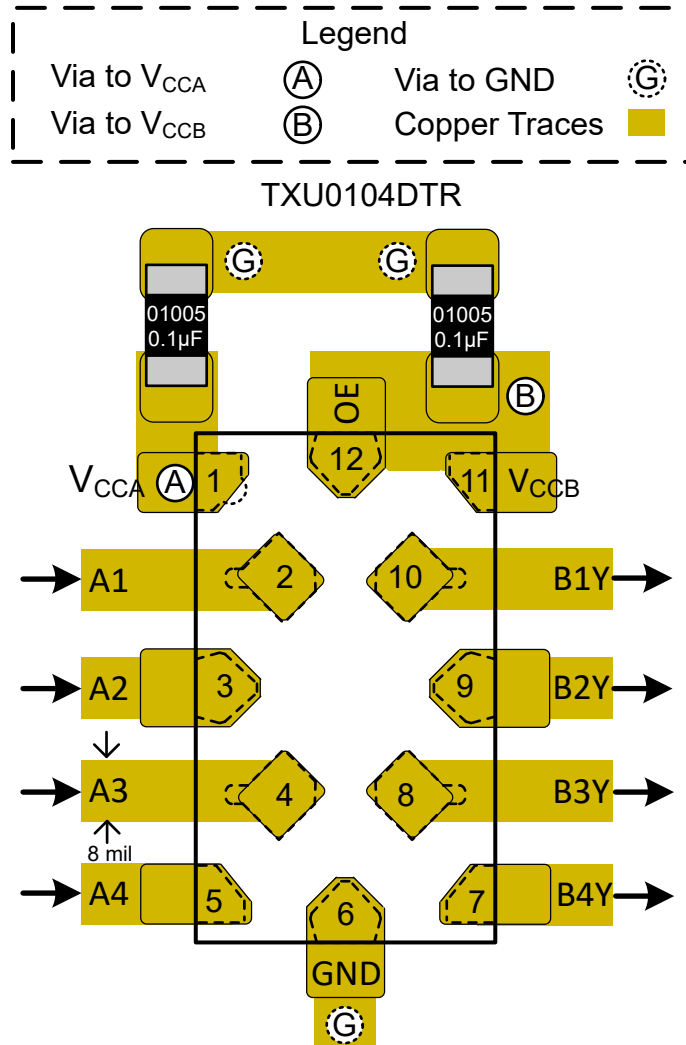 Legend
Via to VCCA A Via to GND G
Via to VCCB B Copper Traces
TXU0104DTR
G G
01005 01005
0.1µF 0.1µF
OE B
12
VCCA A 1 11 VCCB
A1 2 10 B1Y
A2 3 9 B2Y
A3 4 8 B3Y
8 mil
A4 5 7 B4Y
6
GND
G